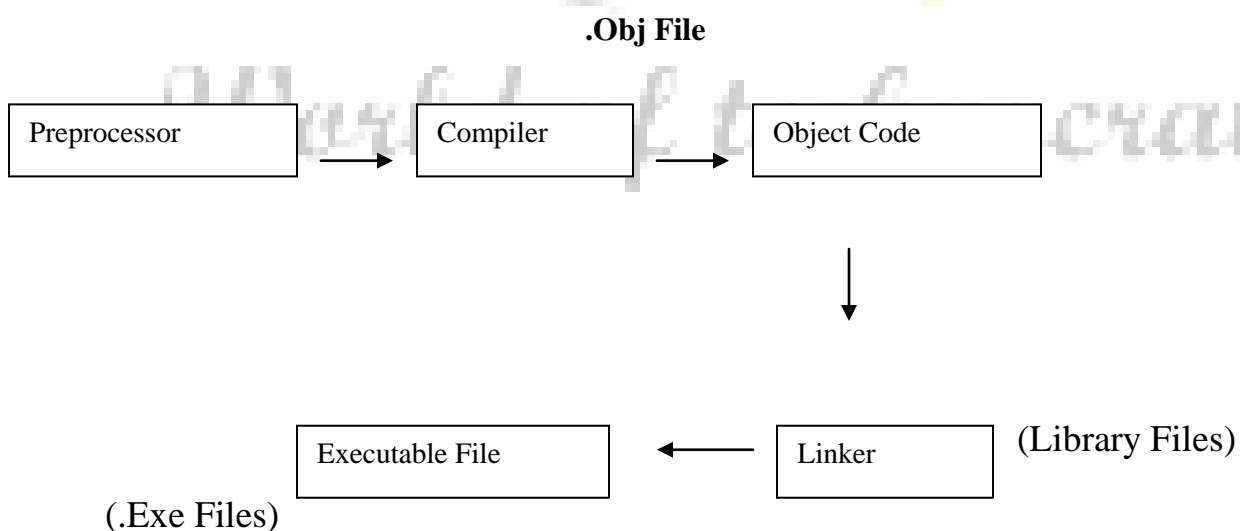 .Obj File
Preprocessor
Compiler
Object Code
Executable File
Linker
(Library Files)
(.Exe Files)